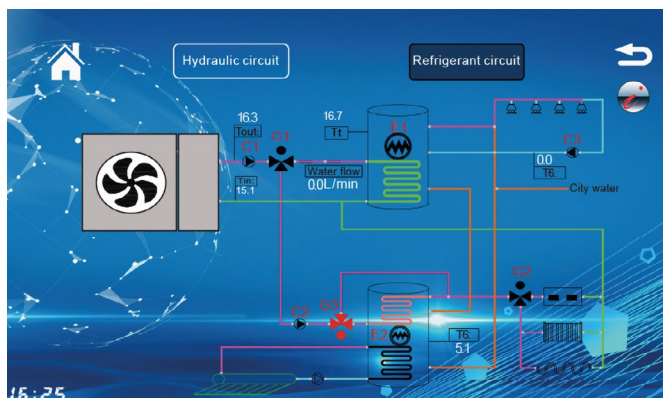 Hydraulic circuit
Refrigerant circuit
16.3
Tout:
C1
G1
16.7
Tt
E1
C3
0.0
T6:
City water
Tin:
15.1
Water flow
0.0L/min
G2
C2
G3
E2
T6:
5.1
16:25